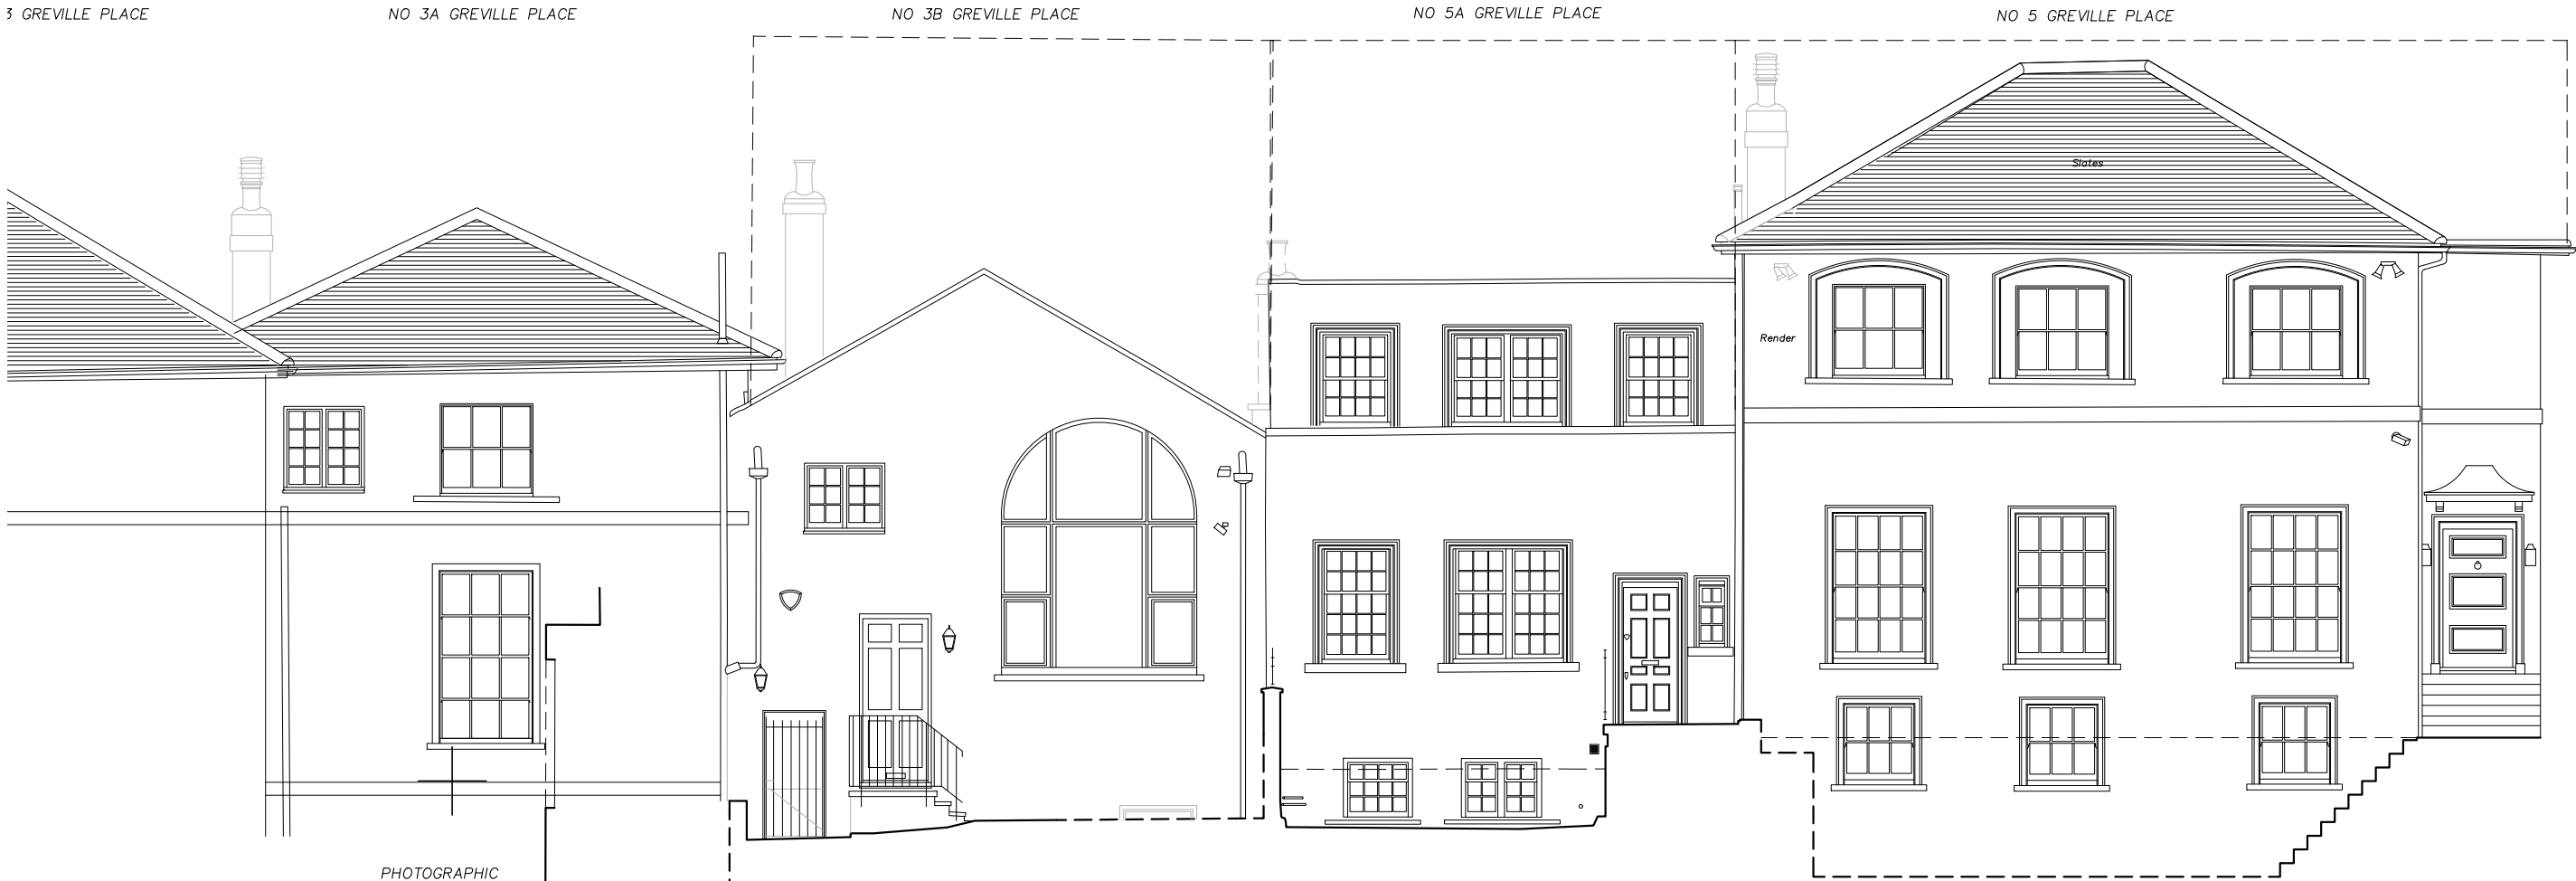 3 GREVILLE PLACE
NO 3A GREVILLE PLACE
NO 3B GREVILLE PLACE
NO 5A GREVILLE PLACE
NO 5 GREVILLE PLACE
Slates
Render
PHOTOGRAPHIC